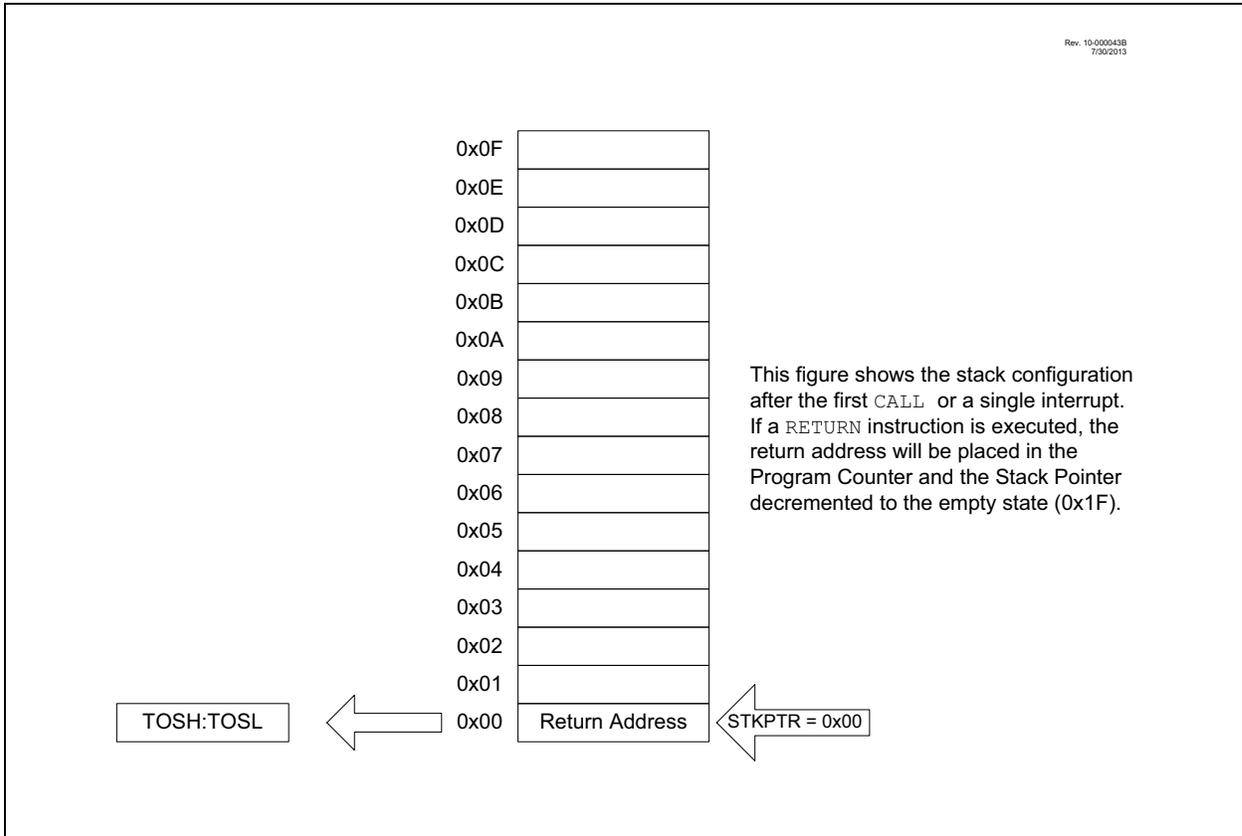 Rev. 10-000043B
7/30/2013
0x0F
0x0E
0x0D
0x0C
0x0B
0x0A
0x09
0x08
0x07
0x06
0x05
0x04
0x03
0x02
0x01
0x00
This figure shows the stack configuration
after the first CALL or a single interrupt.
If a RETURN instruction is executed, the
return address will be placed in the
Program Counter and the Stack Pointer
decremented to the empty state (0x1F).
TOSH:TOSL
Return Address
STKPTR = 0x00